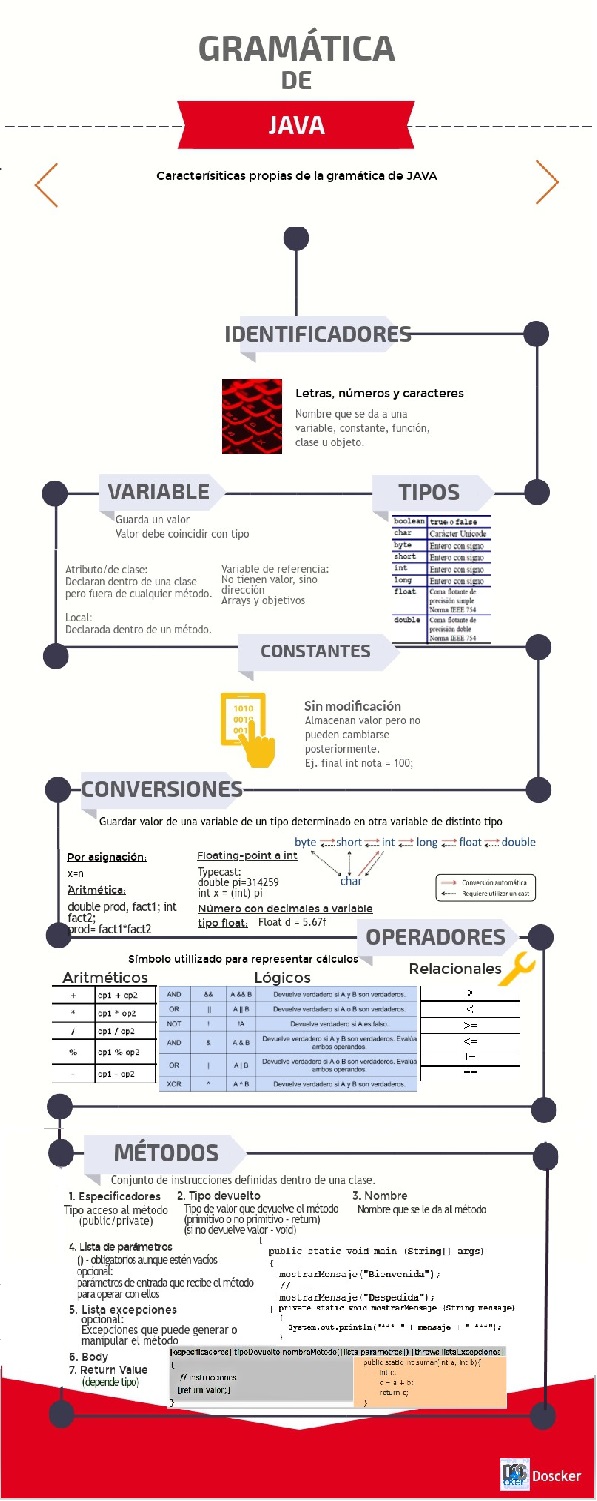 GRAMÁTICA
DE
JAVA
Caracterísiticas propias de la gramática de JAVA
IDENTIFICADORES
Letras, números y caracteres
Nombre que se da a una
variable, constante, función,
clase u objeto.
VARIABLE
Guarda un valor
Valor debe coincidir con tipo
Atributo/de clase:
Declaran dentro de una clase
pero fuera de cualquier método.
Local:
Declarada dentro de un método.
Variable de referencia:
No tienen valor, sino
dirección
Arrays y objetivos
TIPOS
boolean true o false
char Carácter Unicode
byte Entero con signo
short Entero con signo
int Entero con signo
long Entero con signo
float Coma flotante de
precisión simple
Norma IEEE 754
double Coma flotante de
precisión doble
Norma IEEE 754
CONSTANTES
1010
0010
001
Sin modificación
Almacenan valor pero no
pueden cambiarse
posteriormente.
Ej. final int nota = 100;
CONVERSIONES
Guardar valor de una variable de un tipo determinado en otra variable de distinto tipo
byte short int long float double
char
Conversión automática
Requiere utilizar un cast
Por asignación:
x=n
Aritmética:
double prod, fact1; int
fact2;
prod= fact1*fact2
Floating-point a int
Typecast:
double pi=314259
int x = (int) pi
Número con decimales a variable
tipo float: Float d = 5.67f
OPERADORES
Símbolo utillizado para representar cálculos
Aritméticos
+ op1 + op2
* op1 * op2
/ op1 / op2
% op1 % op2
- op1 - op2
Lógicos
AND && A && B Devuelve verdadero si A y B son verdaderos.
OR || A || B Devuelve verdadero si A o B son verdaderos.
NOT ! !A Devuelve verdadero si A es falso.
AND & A & B Devuelve verdadero si A y B son verdaderos. Evalúa
ambos operandos.
OR | A | B Devuelve verdadero si A o B son verdaderos. Evalúa
ambos operandos.
XOR ^ A ^ B Devuelve verdadero si A y B son verdaderos.
Relacionales
>
<
>=
<=
!=
==
MÉTODOS
Conjunto de instrucciones definidas dentro de una clase.
1. Especificadores
Tipo acceso al método
(public/private)
2. Tipo devuelto
Tipo de valor que devuelve el método
(primitivo o no primitivo - return)
(si no devuelve valor - void)
3. Nombre
Nombre que se le da al método
4. Lista de parámetros
() - obligatorios aunque estén vacíos
opcional:
parámetros de entrada que recibe el método
para operar con ellos
5. Lista excepciones
opcional:
Excepciones que puede generar o
manipular el método
6. Body
7. Return Value
(depende tipo)
{
public static void main (String[] args)
{
mostrarMensaje("Bienvenida");
//
mostrarMensaje("Despedida");
} private static void mostrarMensaje (String mensaje)
{
System.out.println("*** " + mensaje + " ***");
}
[especificadores] tipoDevuelto nombreMetodo([lista parámetros]) [throws listaExcepciones]
{
// instrucciones
[return valor;]
}
public static int sumar(int a, int b){
int c;
c = a + b;
return c;
}
Doscker